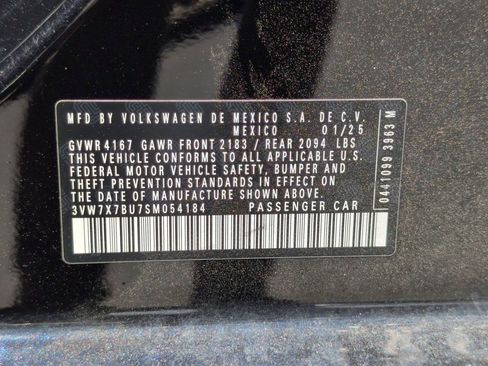 MFD BY VOLKSWAGEN DE MEXICO S.A. DE C.V.
MEXICO 01/25
GVWR 4167 GAWR FRONT 2183 / REAR 2094 LBS
THIS VEHICLE CONFORMS TO ALL APPLICABLE U.S.
FEDERAL MOTOR VEHICLE SAFETY, BUMPER AND
THEFT PREVENTION STANDARDS IN EFFECT ON
THE DATE OF MANUFACTURE SHOWN ABOVE.
3VW7X7BU7SM054184 PASSENGER CAR
0441099 3963 M